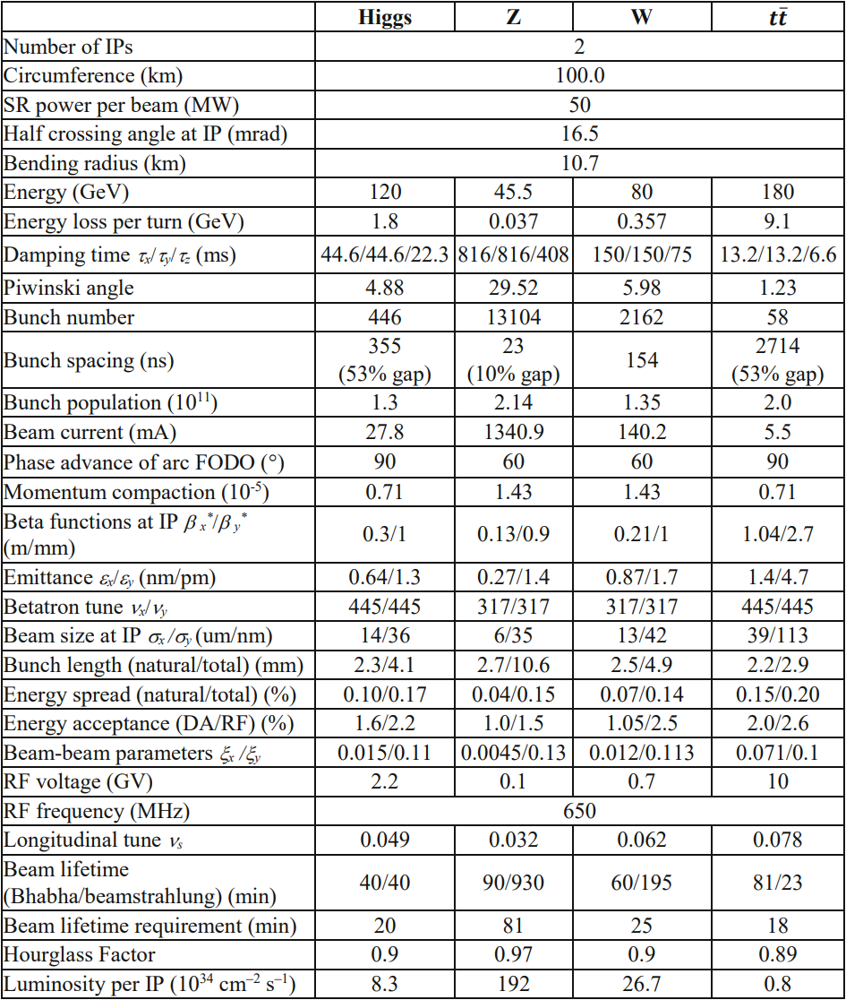 Higgs Z W tt̄
Number of IPs 2
Circumference (km) 100.0
SR power per beam (MW) 50
Half crossing angle at IP (mrad) 16.5
Bending radius (km) 10.7
Energy (GeV) 120 45.5 80 180
Energy loss per turn (GeV) 1.8 0.037 0.357 9.1
Damping time τx/τy/τz (ms) 44.6/44.6/22.3 816/816/408 150/150/75 13.2/13.2/6.6
Piwinski angle 4.88 29.52 5.98 1.23
Bunch number 446 13104 2162 58
Bunch spacing (ns) 355 23 154 2714
(53% gap) (10% gap) (53% gap)
Bunch population (10¹¹) 1.3 2.14 1.35 2.0
Beam current (mA) 27.8 1340.9 140.2 5.5
Phase advance of arc FODO (°) 90 60 60 90
Momentum compaction (10⁻⁵) 0.71 1.43 1.43 0.71
Beta functions at IP βx*/βy*
(m/mm) 0.3/1 0.13/0.9 0.21/1 1.04/2.7
Emittance εx/εy (nm/pm) 0.64/1.3 0.27/1.4 0.87/1.7 1.4/4.7
Betatron tune νx/νy 445/445 317/317 317/317 445/445
Beam size at IP σx/σy (um/nm) 14/36 6/35 13/42 39/113
Bunch length (natural/total) (mm) 2.3/4.1 2.7/10.6 2.5/4.9 2.2/2.9
Energy spread (natural/total) (%) 0.10/0.17 0.04/0.15 0.07/0.14 0.15/0.20
Energy acceptance (DA/RF) (%) 1.6/2.2 1.0/1.5 1.05/2.5 2.0/2.6
Beam-beam parameters ξx/ξy 0.015/0.11 0.0045/0.13 0.012/0.113 0.071/0.1
RF voltage (GV) 2.2 0.1 0.7 10
RF frequency (MHz) 650
Longitudinal tune νs 0.049 0.032 0.062 0.078
Beam lifetime
(Bhabha/beamstrahlung) (min) 40/40 90/930 60/195 81/23
Beam lifetime requirement (min) 20 81 25 18
Hourglass Factor 0.9 0.97 0.9 0.89
Luminosity per IP (10³⁴ cm⁻² s⁻¹) 8.3 192 26.7 0.8